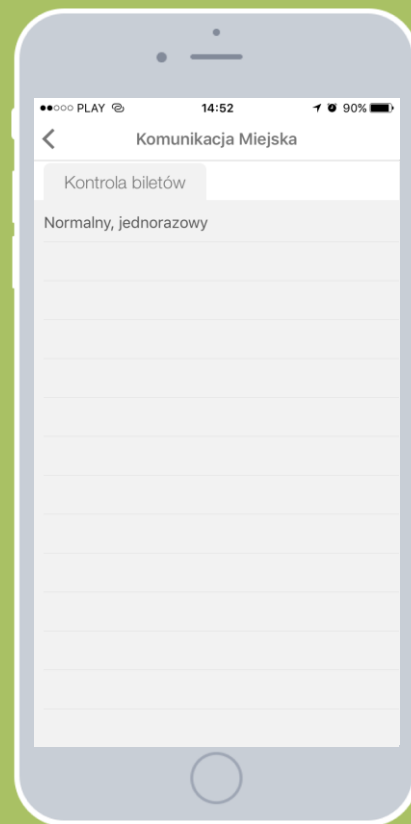 PLAY 14:52 90%
Komunikacja Miejska
Kontrola biletów
Normalny, jednorazowy